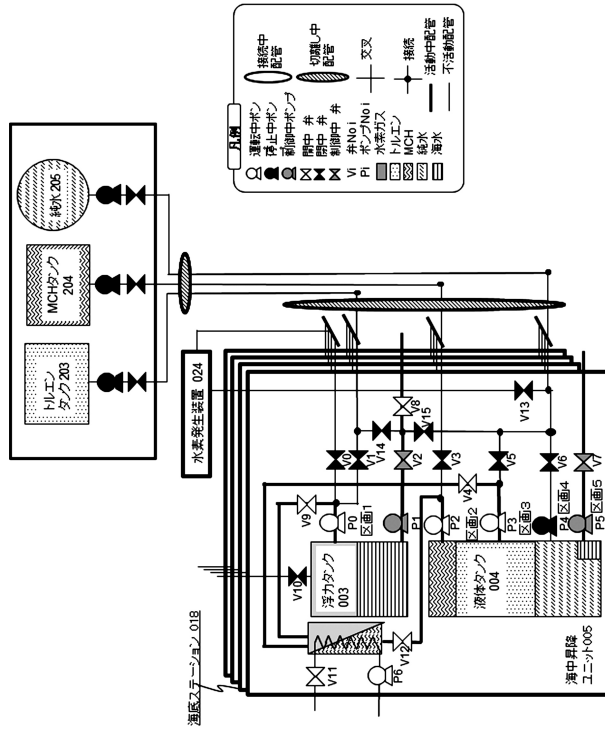 トルエン
タンク203
MCHタンク
204
純水 205
水素発生装置 024
海底ステーション 018
凡例
運転中ポン
停止中ポン
プ
制御中ポンプ
開中 弁
閉中 弁
制御中 弁
Vi 弁No i
Pi ポンプNo i
水素ガス
トルエン
MCH
純水
海水
接続中
配管
切離し中
配管
交叉
接続
活動中配管
不活動配管
V0
V1
V14
V8
V2
V15
V3
V13
V5
V4
V6
V7
V9
V10
V11
V12
P0
P1
P2
P3
P4
P5
P6
区画1
区画2
区画3
区画4
区画5
浮力タンク
003
液体タンク
004
海中昇降
ユニット005